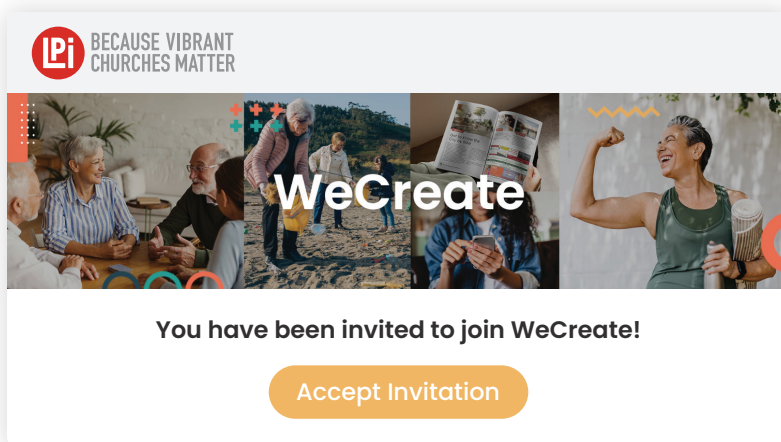 LPi
BECAUSE VIBRANT
CHURCHES MATTER
WeCreate
You have been invited to join WeCreate!
Accept Invitation